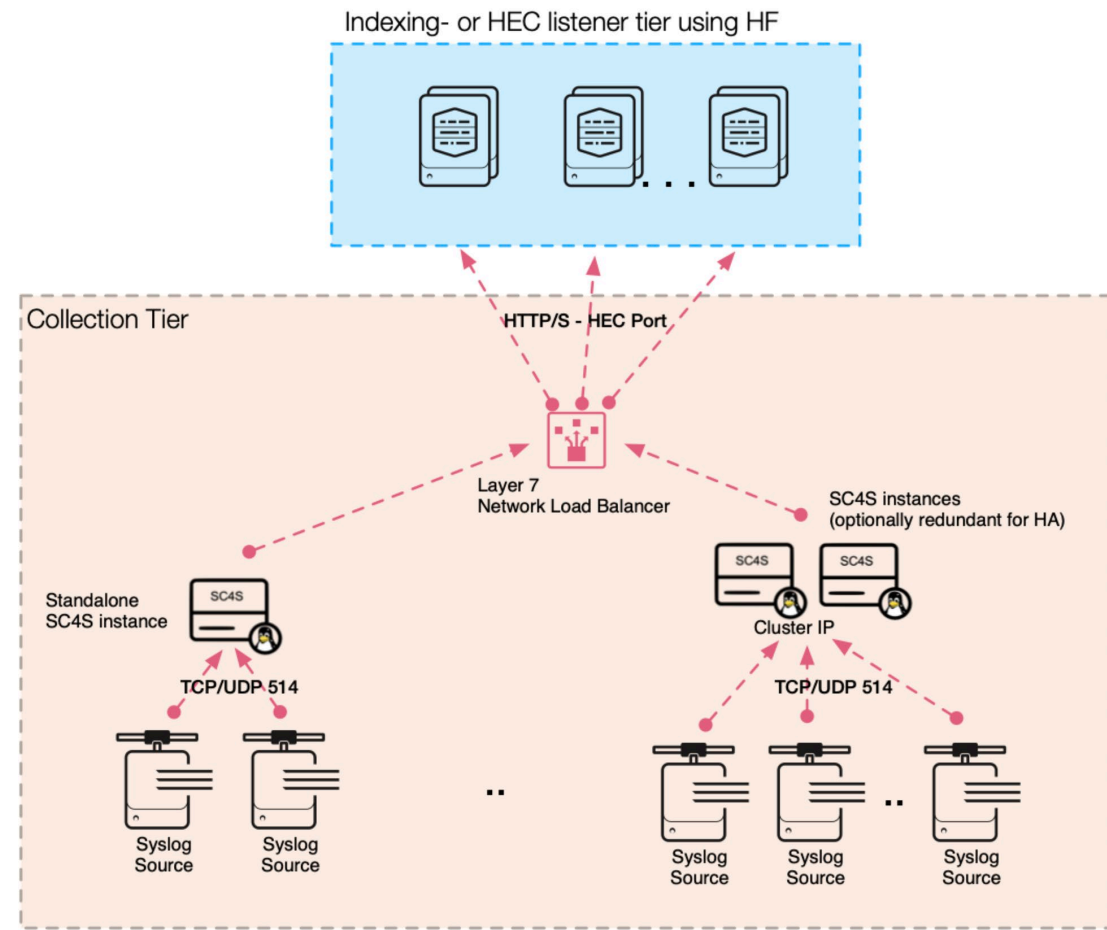 Indexing- or HEC listener tier using HF
. . .
Collection Tier
HTTP/S - HEC Port
Layer 7
Network Load Balancer
SC4S instances
(optionally redundant for HA)
SC4S
SC4S
Standalone
SC4S instance
SC4S
Cluster IP
TCP/UDP 514
TCP/UDP 514
..
..
Syslog
Source
Syslog
Source
Syslog
Source
Syslog
Source
Syslog
Source